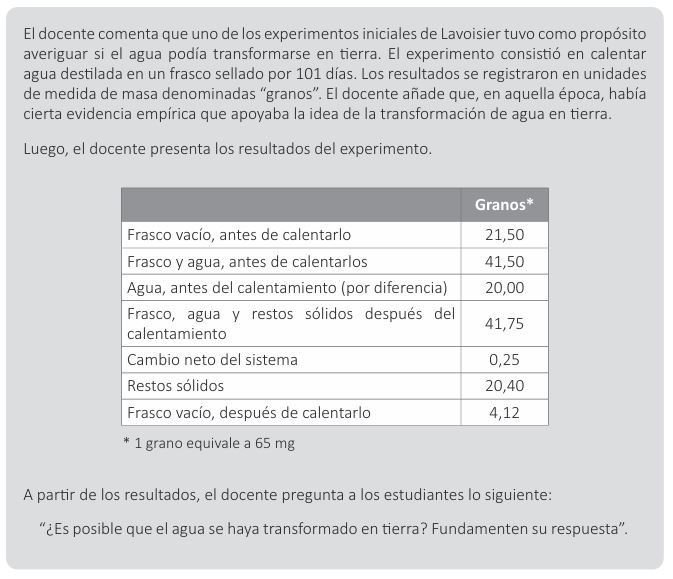 El docente comenta que uno de los experimentos iniciales de Lavoisier tuvo como propósito
averiguar si el agua podía transformarse en tierra. El experimento consistió en calentar
agua destilada en un frasco sellado por 101 días. Los resultados se registraron en unidades
de medida de masa denominadas “granos”. El docente añade que, en aquella época, había
cierta evidencia empírica que apoyaba la idea de la transformación de agua en tierra.
Luego, el docente presenta los resultados del experimento.
Granos*
Frasco vacío, antes de calentarlo 21,50
Frasco y agua, antes de calentarlos 41,50
Agua, antes del calentamiento (por diferencia) 20,00
Frasco, agua y restos sólidos después del
calentamiento 41,75
Cambio neto del sistema 0,25
Restos sólidos 20,40
Frasco vacío, después de calentarlo 4,12
* 1 grano equivale a 65 mg
A partir de los resultados, el docente pregunta a los estudiantes lo siguiente:
“¿Es posible que el agua se haya transformado en tierra? Fundamenten su respuesta”.